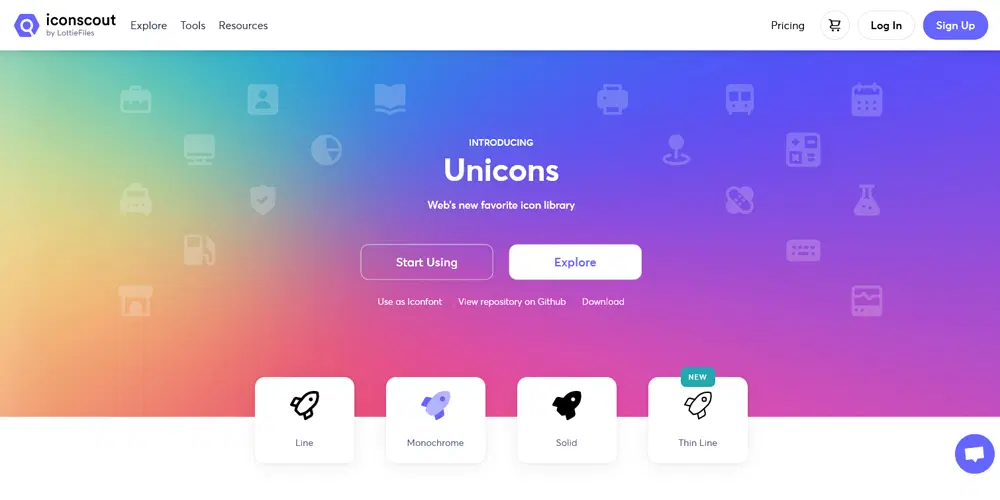 iconscout
by LottieFiles
Explore Tools Resources
Pricing
Log In
Sign Up
INTRODUCING
Unicons
Web's new favorite icon library
Start Using
Explore
Use as Iconfont View repository on Github Download
NEW
Line
Monochrome
Solid
Thin Line